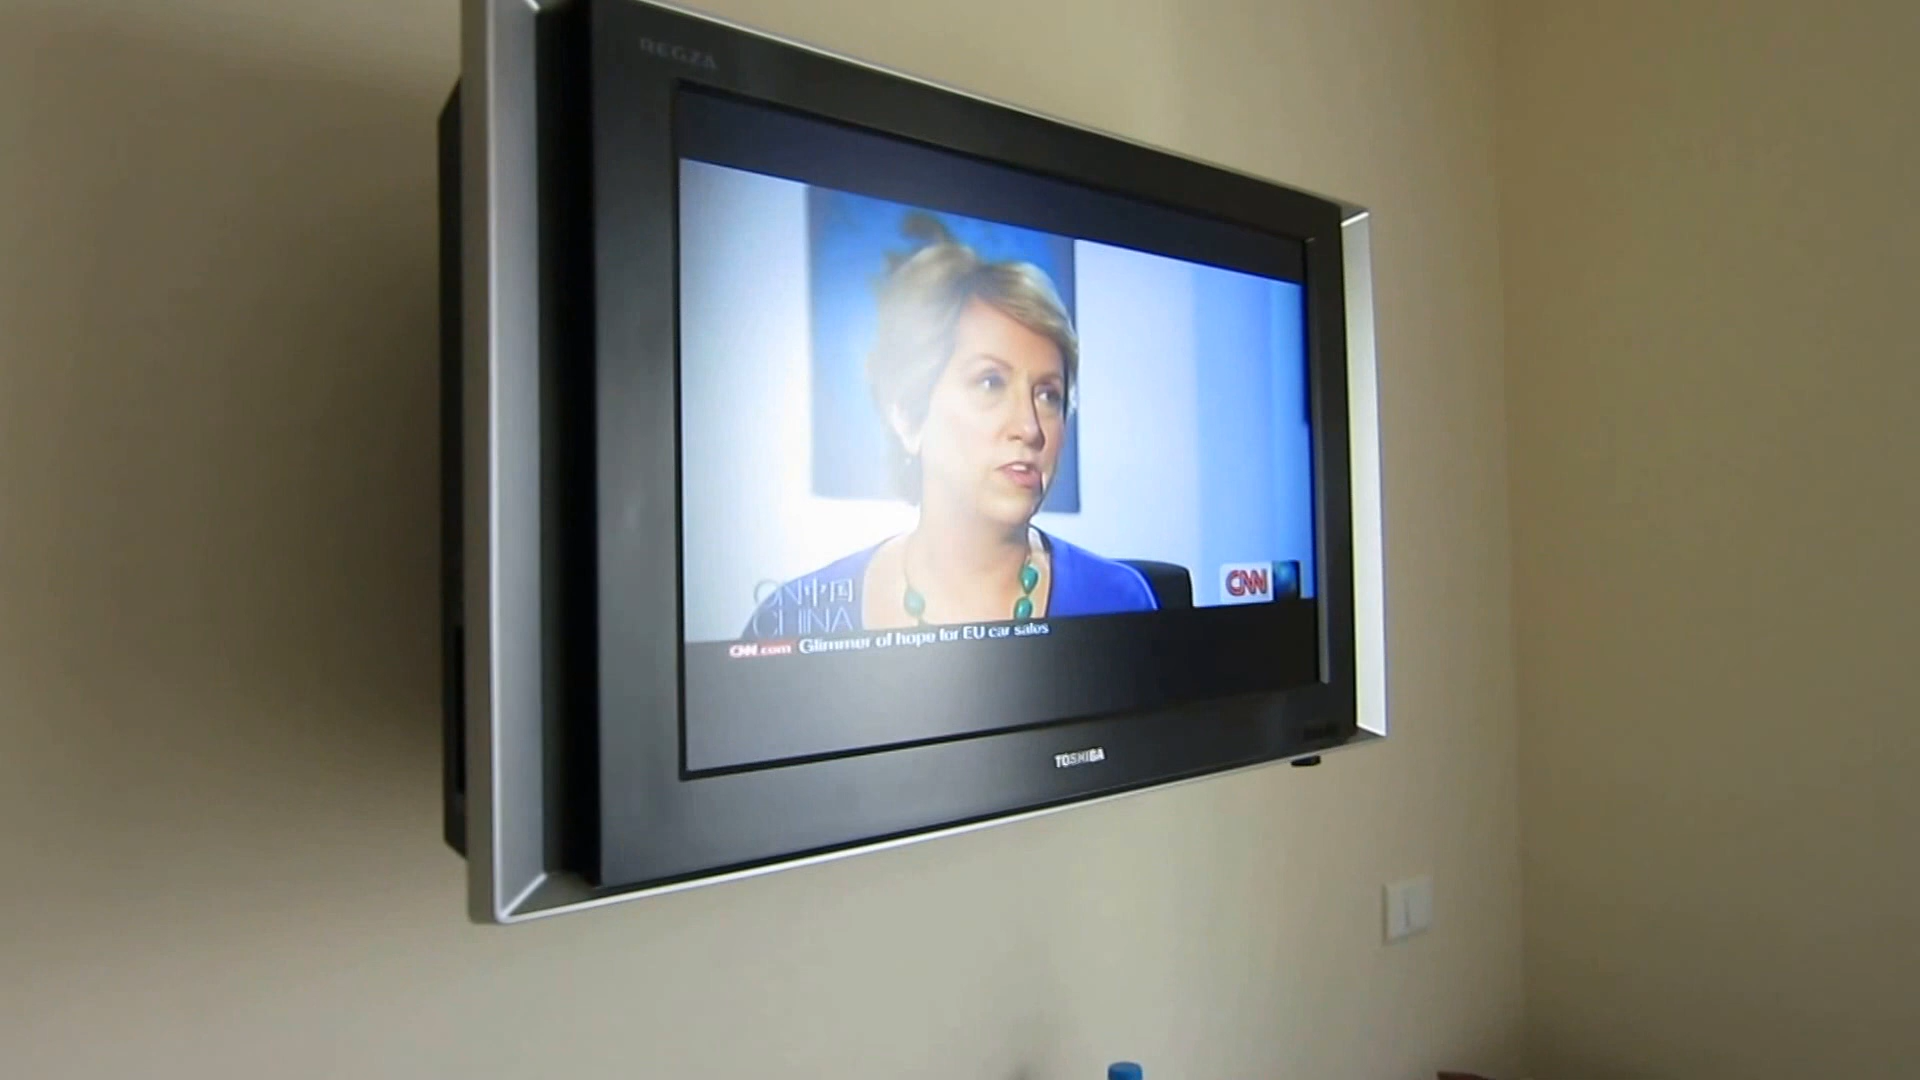 REGZA
ON中国
CHINA
CNN
CNN.com Glimmer of hope for EU car sales
TOSHIBA